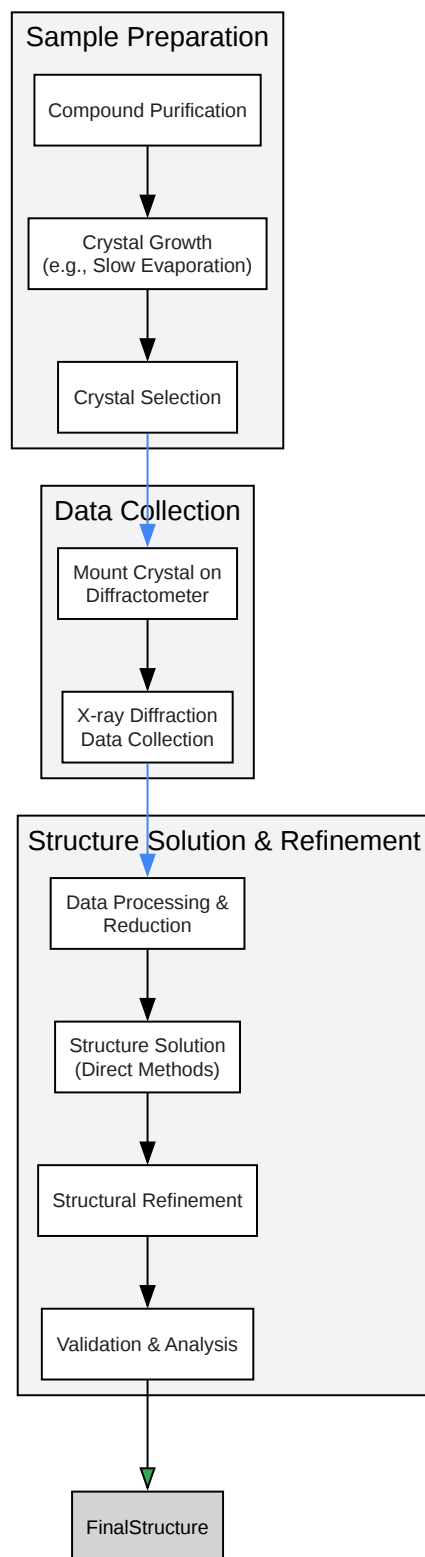 Sample Preparation
Compound Purification
Crystal Growth
(e.g., Slow Evaporation)
Crystal Selection
Data Collection
Mount Crystal on
Diffractometer
X-ray Diffraction
Data Collection
Structure Solution & Refinement
Data Processing &
Reduction
Structure Solution
(Direct Methods)
Structural Refinement
Validation & Analysis
FinalStructure